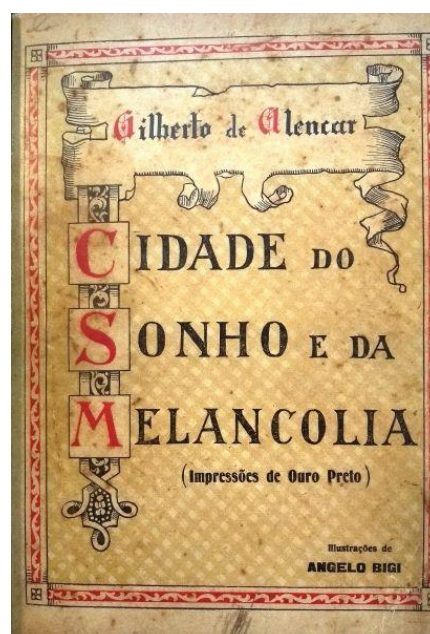 Gilberto de Alencar
CIDADE DO
SONHO E DA
MELANCOLIA
(Impressões de Ouro Preto)
Illustrações de
ANGELO BIGI